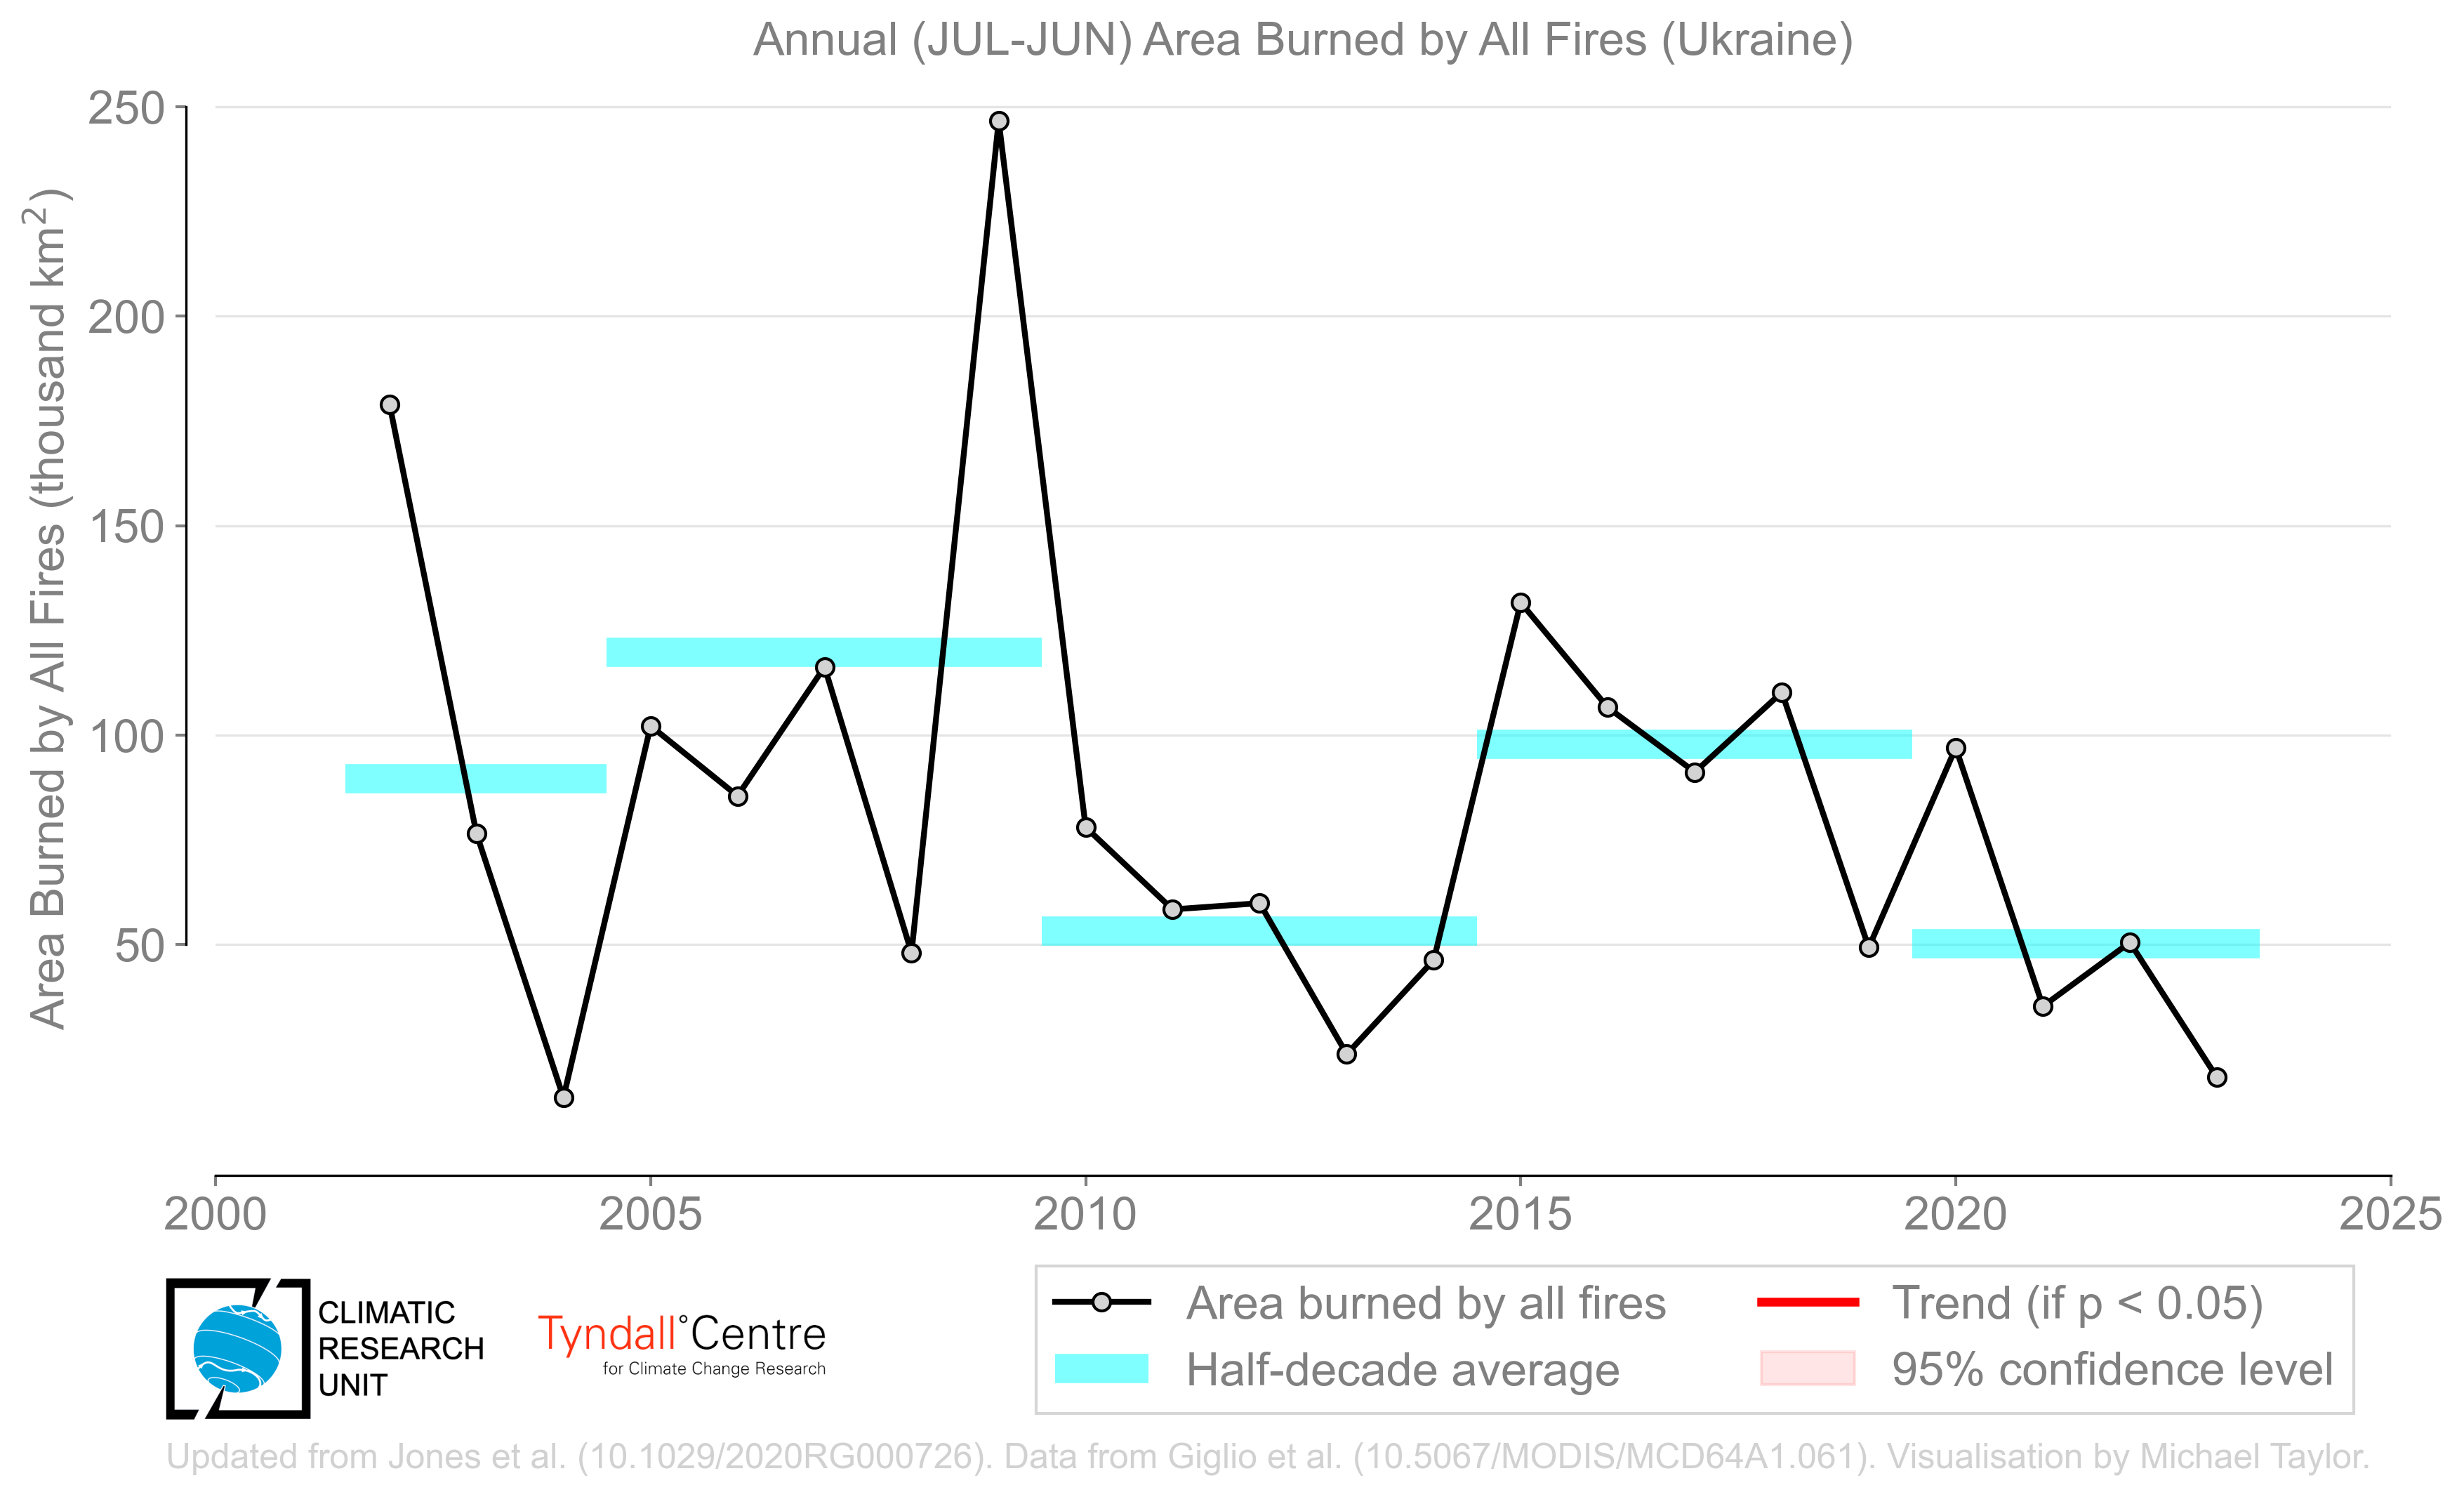 Annual (JUL-JUN) Area Burned by All Fires (Ukraine)
Area Burned by All Fires (thousand km²)
250
200
150
100
50
2000
2005
2010
2015
2020
2025
Area burned by all fires
Half-decade average
Trend (if p < 0.05)
95% confidence level
CLIMATIC
RESEARCH
UNIT
Tyndall°Centre
for Climate Change Research
Updated from Jones et al. (10.1029/2020RG000726). Data from Giglio et al. (10.5067/MODIS/MCD64A1.061). Visualisation by Michael Taylor.